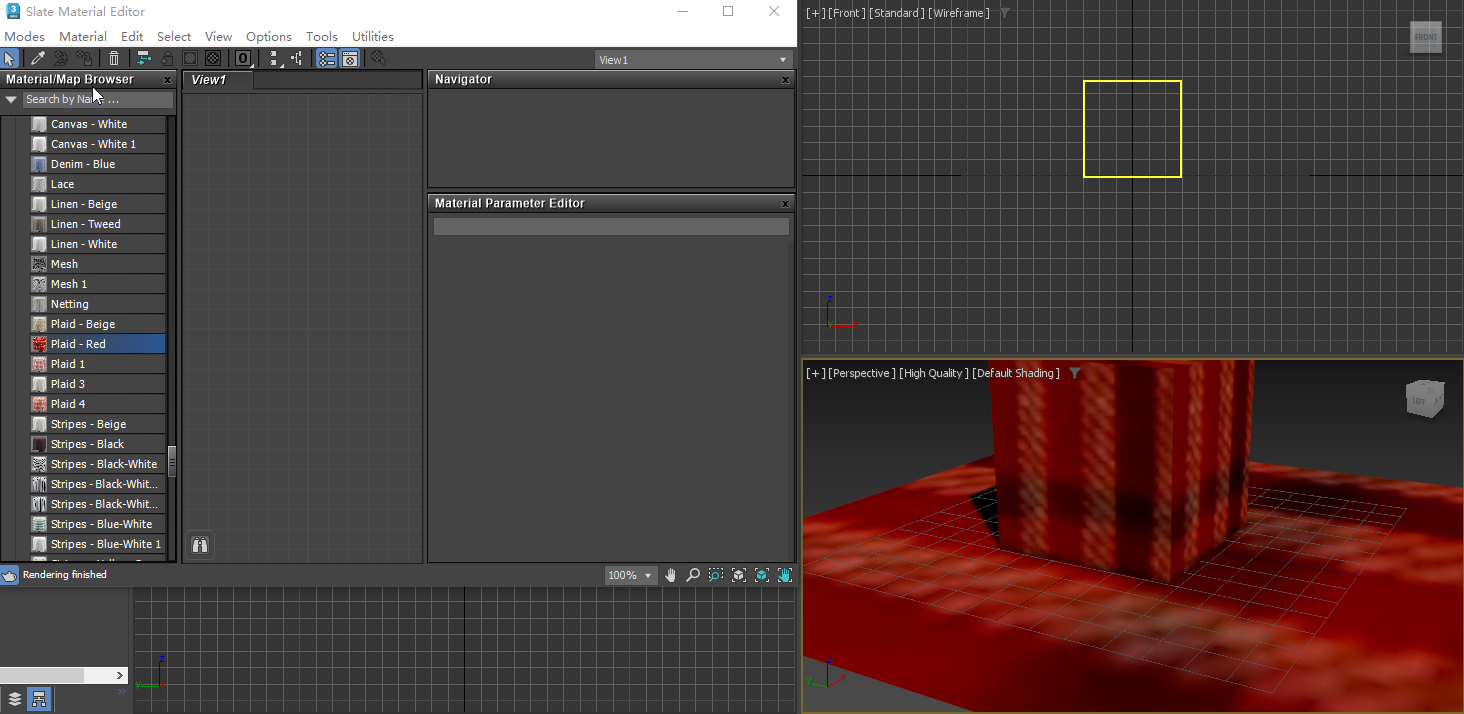 Slate Material Editor
Modes Material Edit Select View Options Tools Utilities
View1
Material/Map Browser
Search by Na ...
Canvas - White
Canvas - White 1
Denim - Blue
Lace
Linen - Beige
Linen - Tweed
Linen - White
Mesh
Mesh 1
Netting
Plaid - Beige
Plaid - Red
Plaid 1
Plaid 3
Plaid 4
Stripes - Beige
Stripes - Black
Stripes - Black-White
Stripes - Black-Whit...
Stripes - Black-Whit...
Stripes - Blue-White
Stripes - Blue-White 1
View1
Navigator
Material Parameter Editor
Rendering finished
100%
[+] [Front ] [Standard ] [Wireframe ]
FRONT
z
x
[+] [Perspective ] [High Quality ] [Default Shading ]
LEFT
z
y
x
z
y